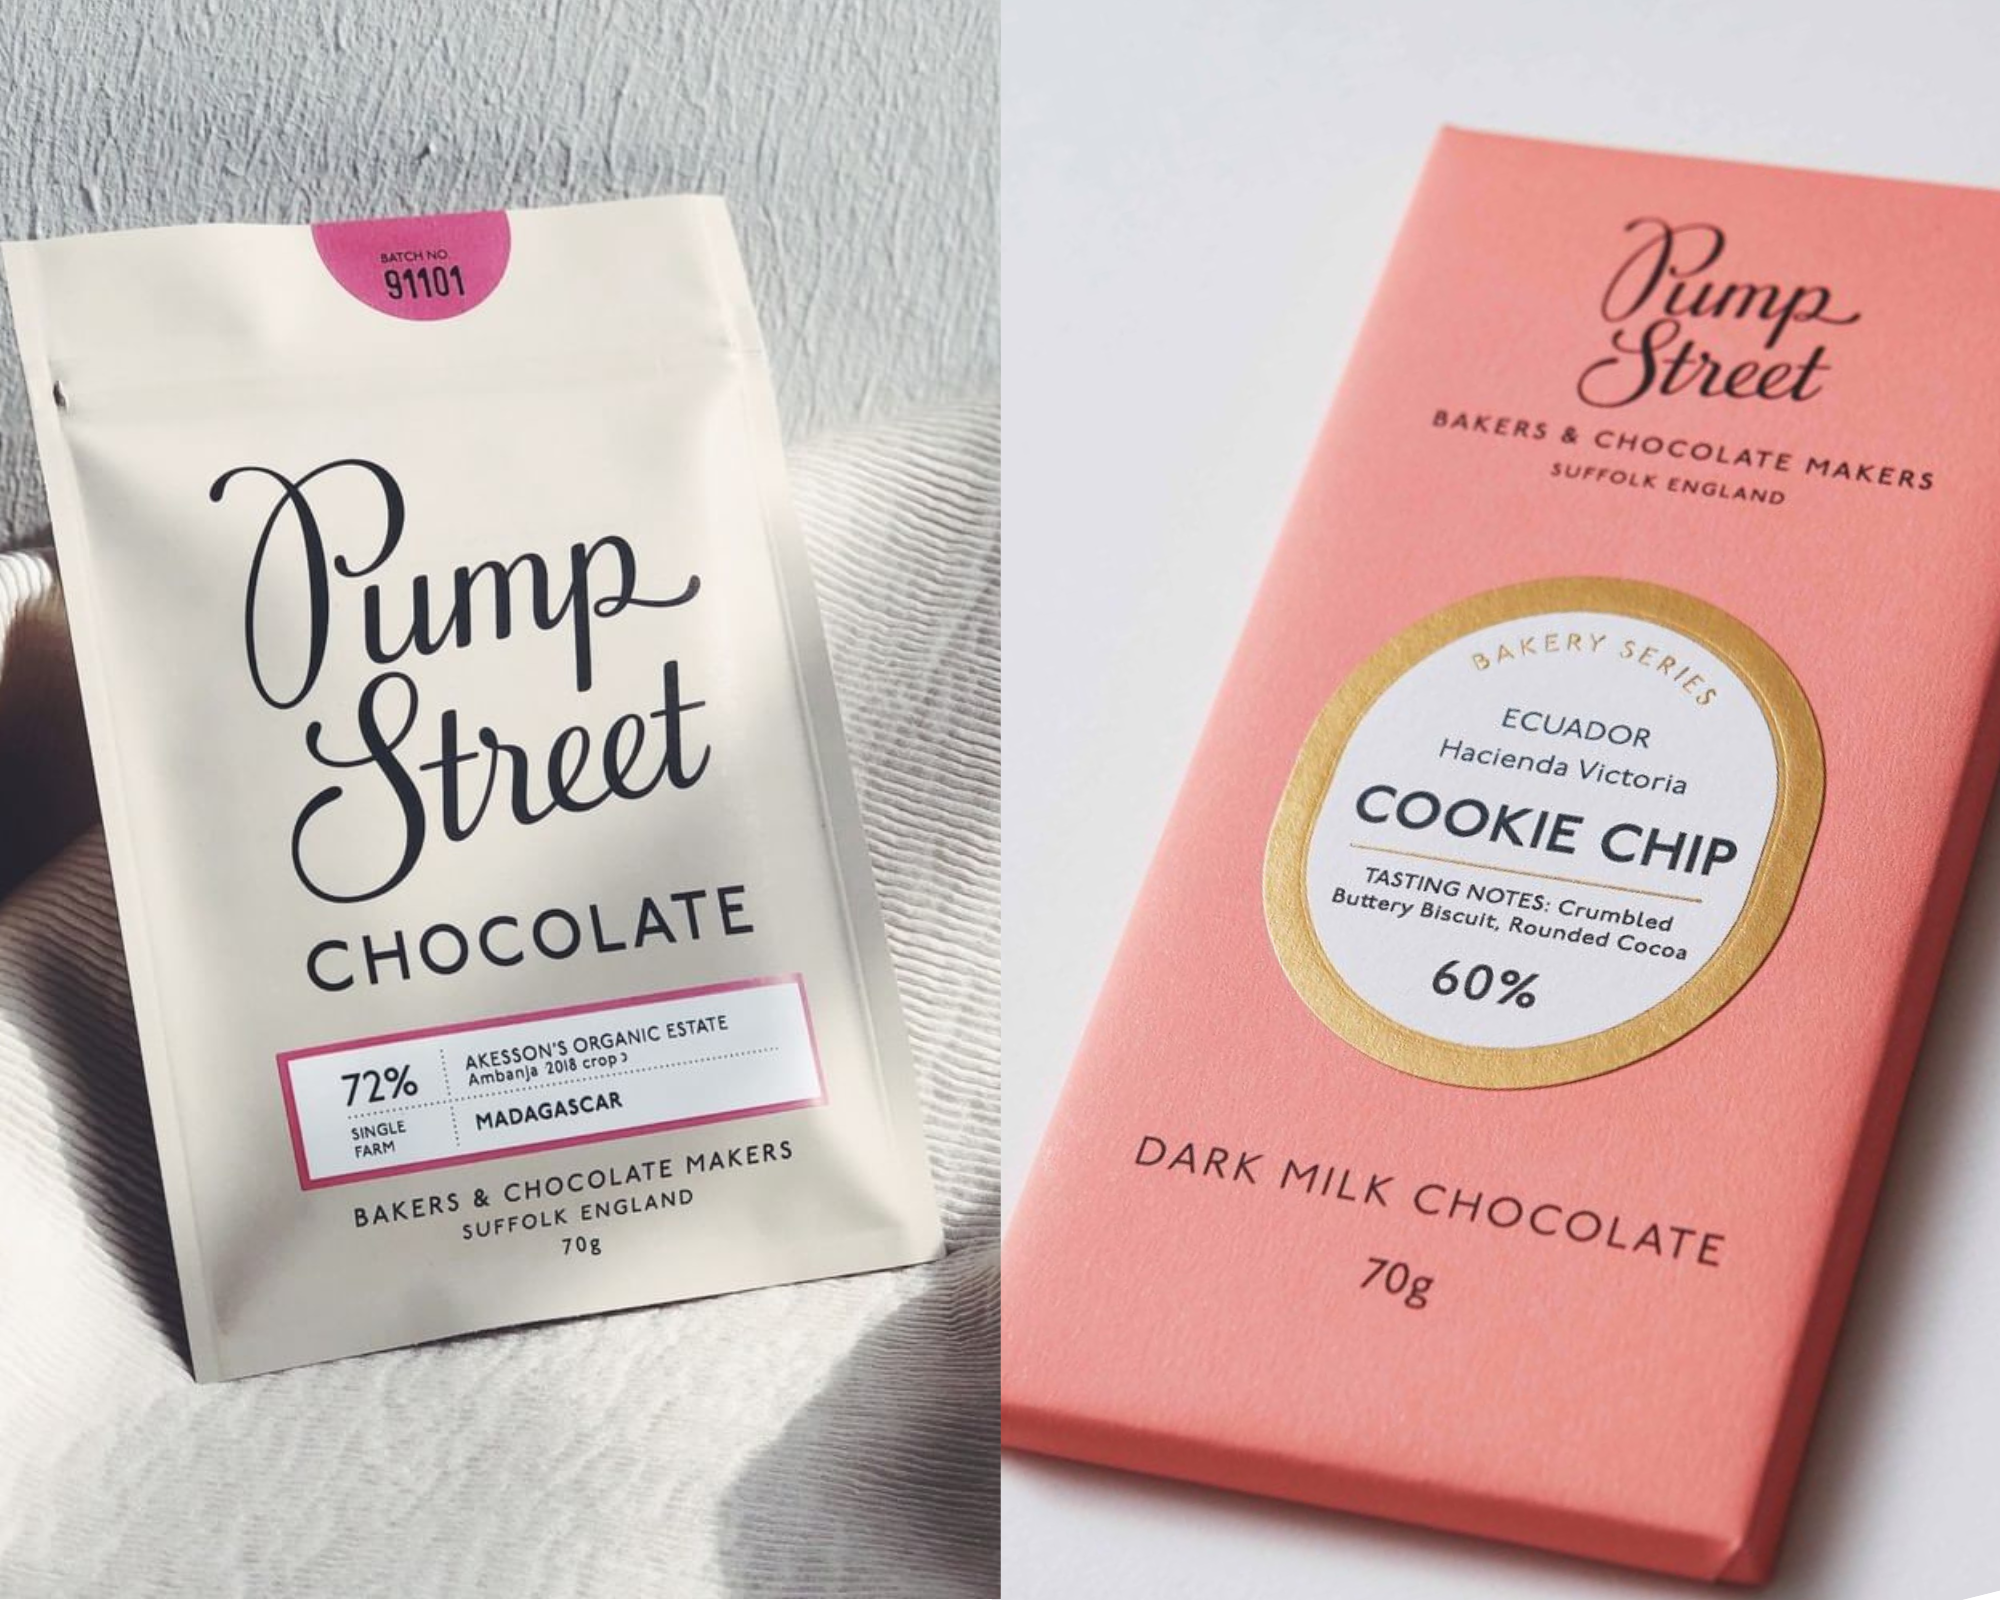 BATCH NO.
91101
Pump
Street
CHOCOLATE
72%
SINGLE
FARM
AKESSON'S ORGANIC ESTATE
Ambanja 2018 crop
MADAGASCAR
BAKERS & CHOCOLATE MAKERS
SUFFOLK ENGLAND
70g
Pump
Street
BAKERS & CHOCOLATE MAKERS
SUFFOLK ENGLAND
BAKERY SERIES
ECUADOR
Hacienda Victoria
COOKIE CHIP
TASTING NOTES: Crumbled
Buttery Biscuit, Rounded Cocoa
60%
DARK MILK CHOCOLATE
70g